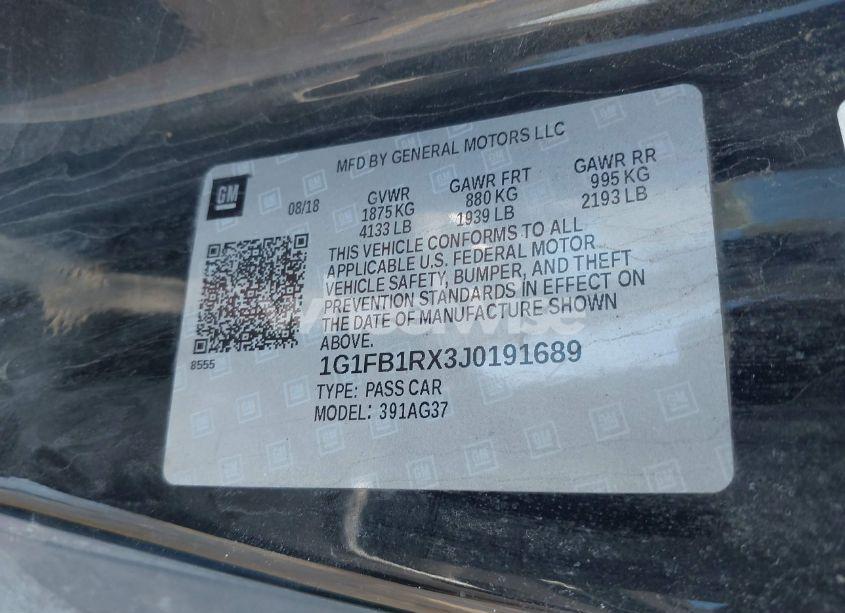 MFD BY GENERAL MOTORS LLC
GM
08/18
GVWR
1875 KG
4133 LB
GAWR FRT
880 KG
1939 LB
GAWR RR
995 KG
2193 LB
THIS VEHICLE CONFORMS TO ALL
APPLICABLE U.S. FEDERAL MOTOR
VEHICLE SAFETY, BUMPER, AND THEFT
PREVENTION STANDARDS IN EFFECT ON
THE DATE OF MANUFACTURE SHOWN
ABOVE.
8555
1G1FB1RX3J0191689
TYPE: PASS CAR
MODEL: 391AG37